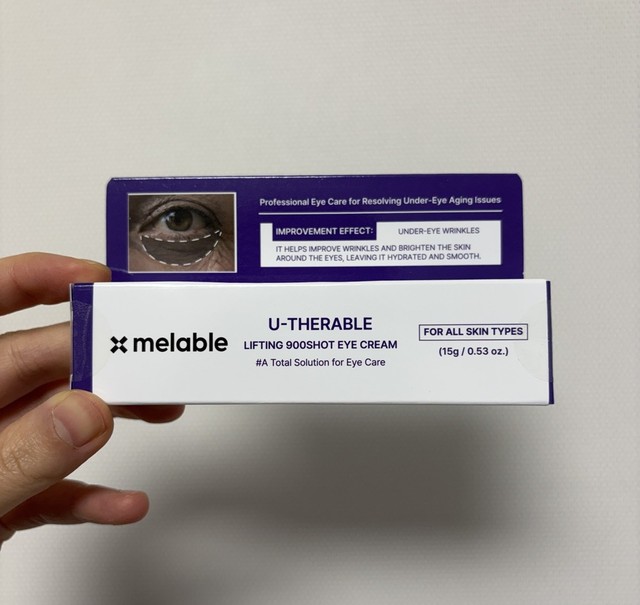 Professional Eye Care for Resolving Under-Eye Aging Issues
IMPROVEMENT EFFECT: UNDER-EYE WRINKLES
IT HELPS IMPROVE WRINKLES AND BRIGHTEN THE SKIN
AROUND THE EYES, LEAVING IT HYDRATED AND SMOOTH.
melable
U-THERABLE
LIFTING 900SHOT EYE CREAM
#A Total Solution for Eye Care
FOR ALL SKIN TYPES
(15g / 0.53 oz.)